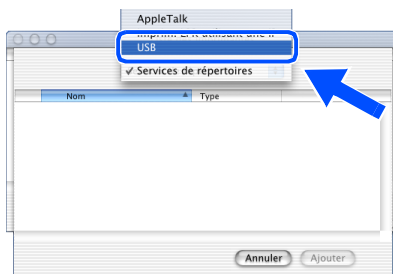 AppleTalk
USB
✓ Services de répertoires
Nom Type
Annuler Ajouter